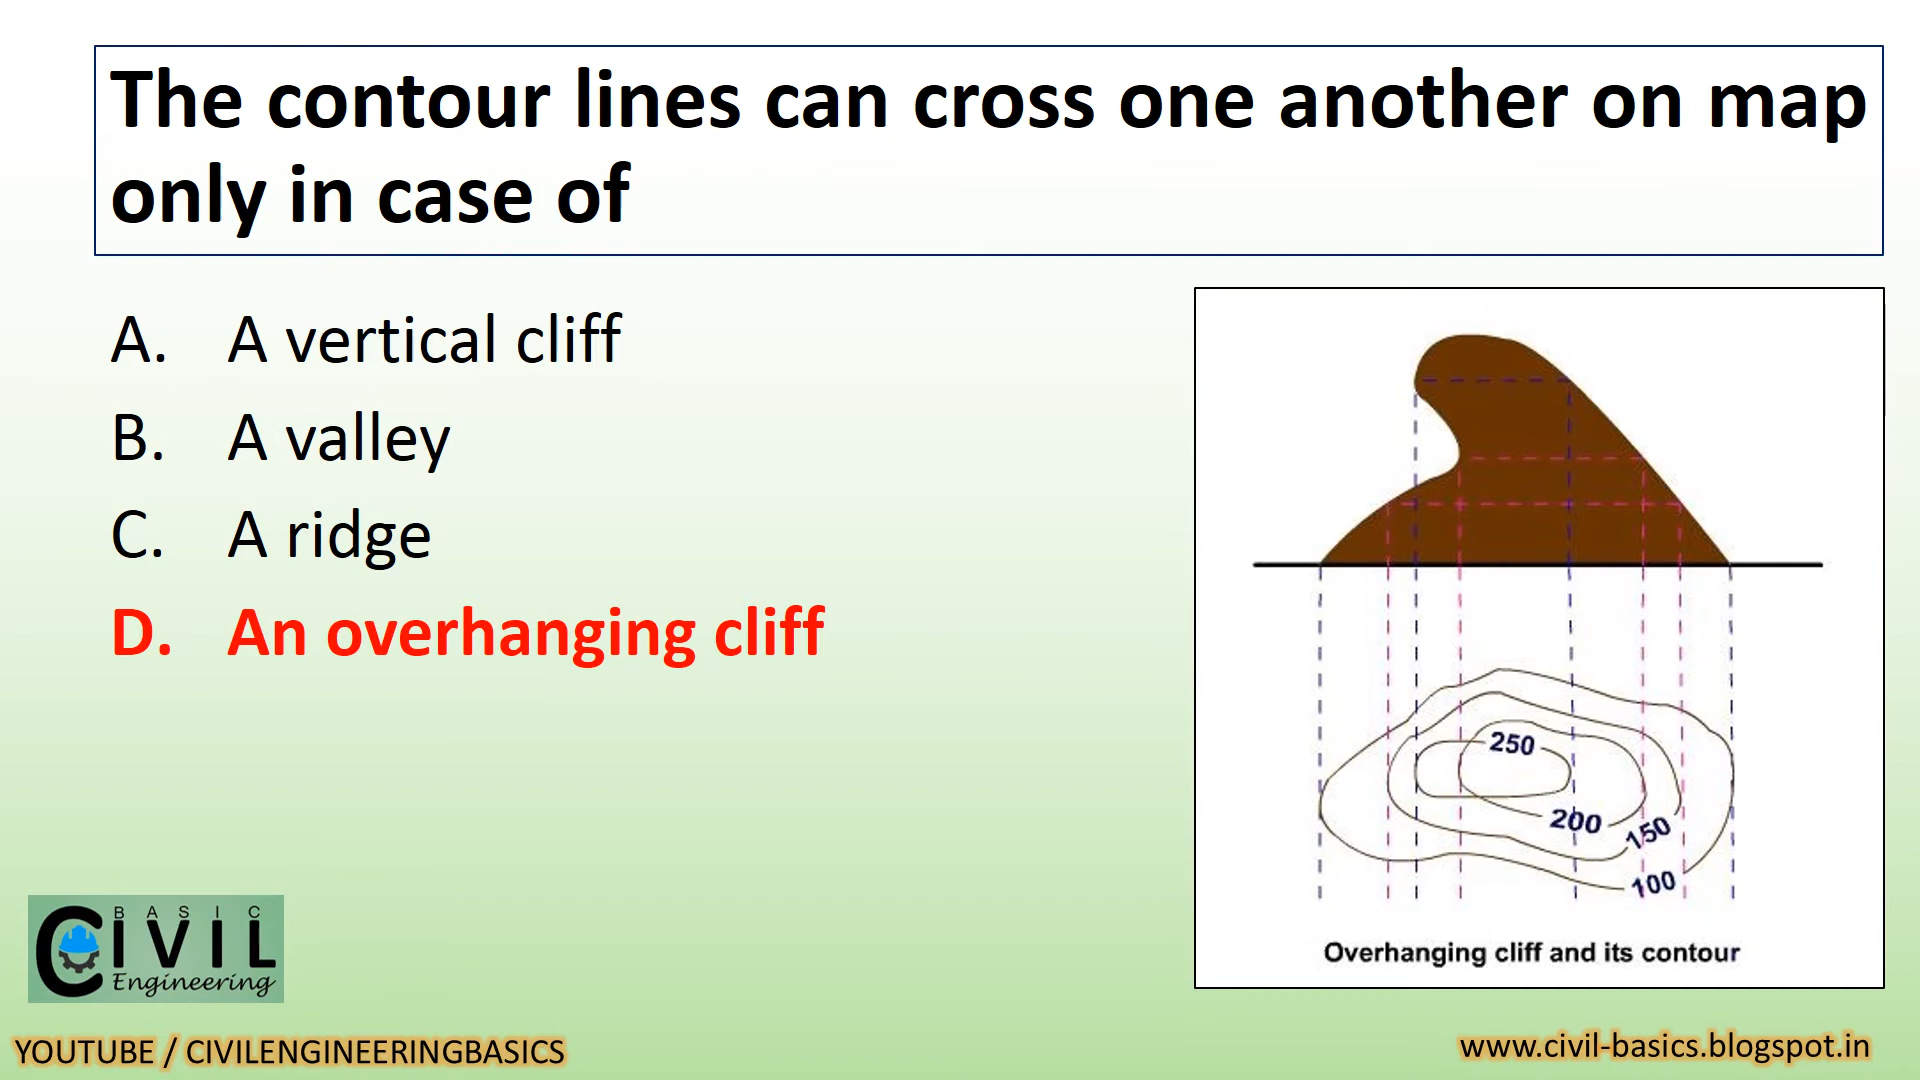 The contour lines can cross one another on map
only in case of
A. A vertical cliff
B. A valley
C. A ridge
D. An overhanging cliff
250
200
150
100
Overhanging cliff and its contour
BASIC
CIVIL
Engineering
YOUTUBE / CIVILENGINEERINGBASICS
www.civil-basics.blogspot.in